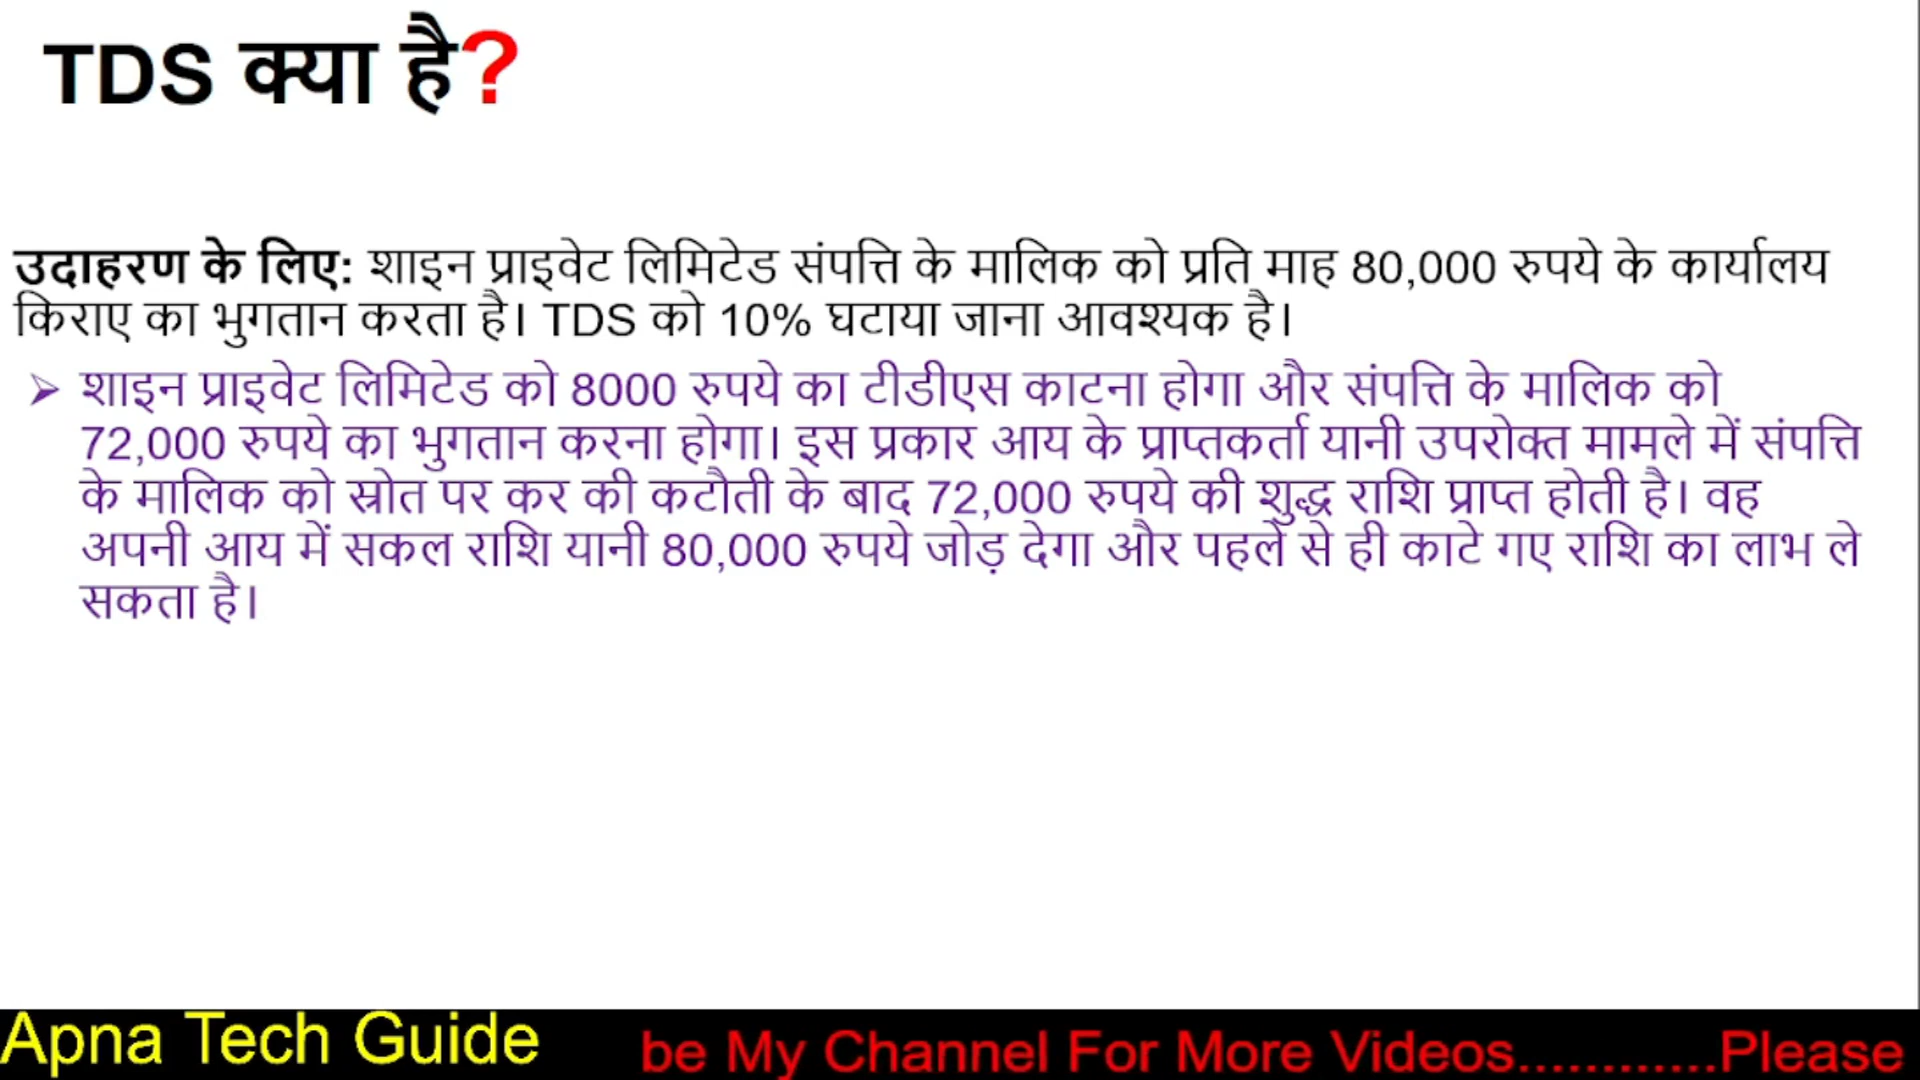 TDS क्या है?
उदाहरण के लिए: शाइन प्राइवेट लिमिटेड संपत्ति के मालिक को प्रति माह 80,000 रुपये के कार्यालय
किराए का भुगतान करता है। TDS को 10% घटाया जाना आवश्यक है।
➢ शाइन प्राइवेट लिमिटेड को 8000 रुपये का टीडीएस काटना होगा और संपत्ति के मालिक को
72,000 रुपये का भुगतान करना होगा। इस प्रकार आय के प्राप्तकर्ता यानी उपरोक्त मामले में संपत्ति
के मालिक को स्रोत पर कर की कटौती के बाद 72,000 रुपये की शुद्ध राशि प्राप्त होती है। वह
अपनी आय में सकल राशि यानी 80,000 रुपये जोड़ देगा और पहले से ही काटे गए राशि का लाभ ले
सकता है।
Apna Tech Guide
be My Channel For More Videos............Please